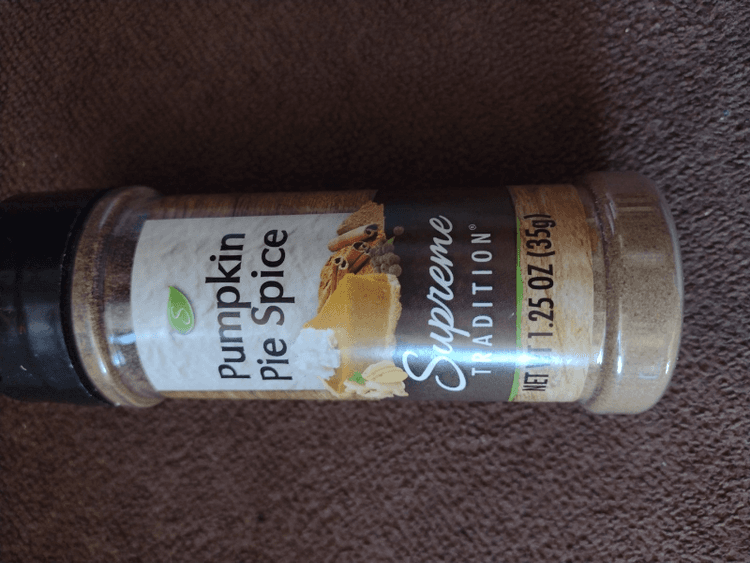 S
Pumpkin
Pie Spice
Supreme
TRADITION®
NET WT 1.25 OZ (35g)